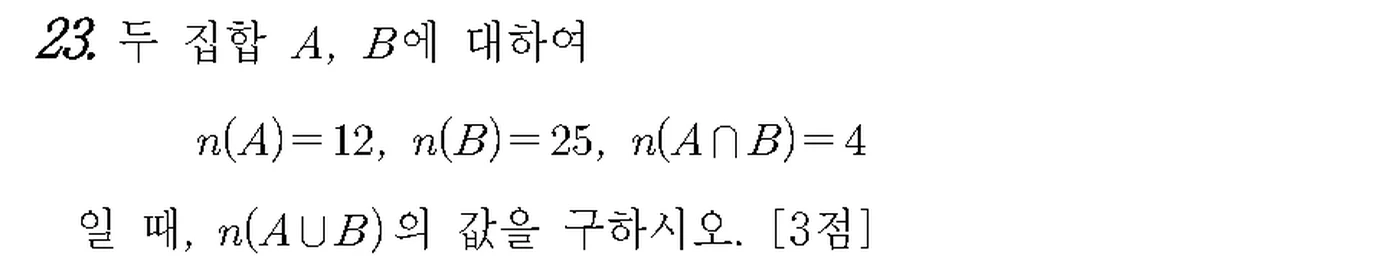 23. 두 집합 A, B에 대하여
n(A)=12, n(B)=25, n(A∩B)=4
일 때, n(A∪B)의 값을 구하시오. [3점]